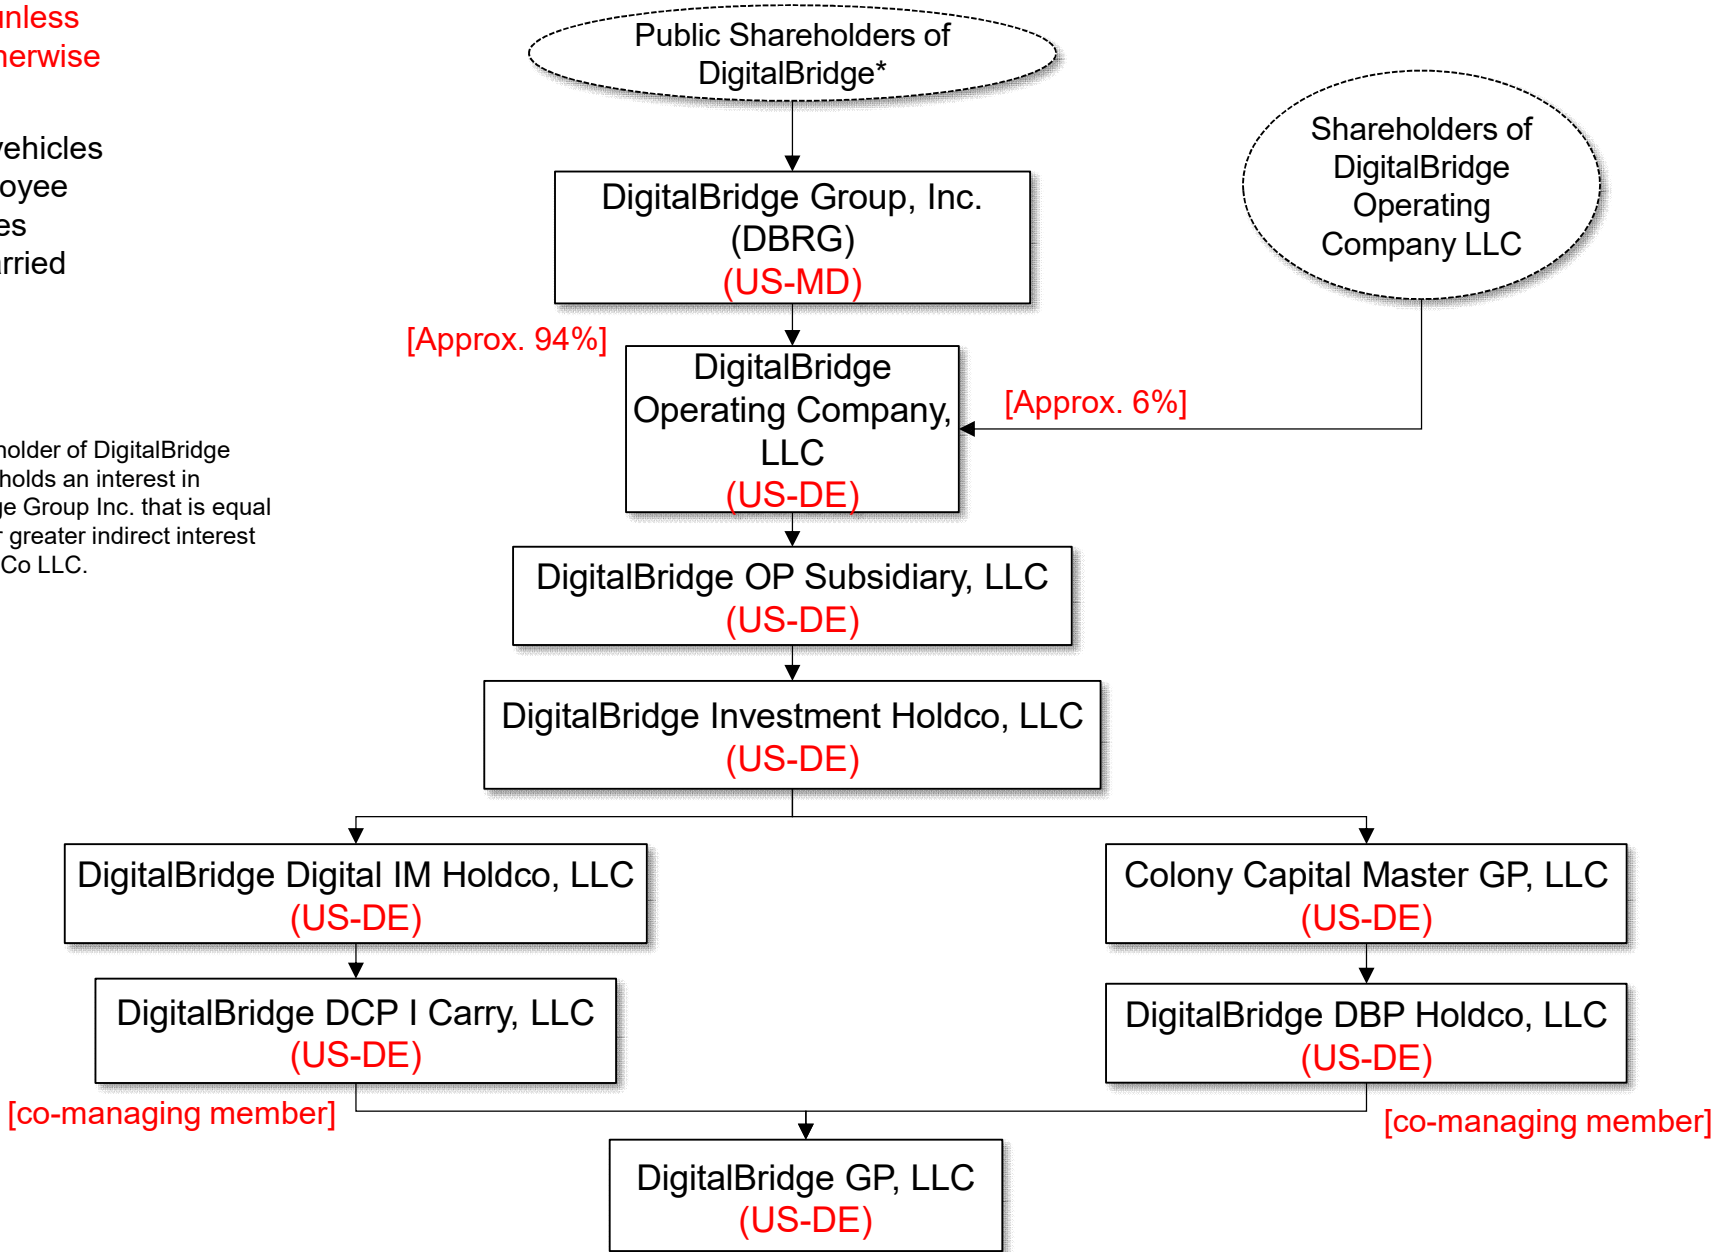 unless
herwise
vehicles
oyee
es
arried
holder of DigitalBridge
holds an interest in
ge Group Inc. that is equal
r greater indirect interest
Co LLC.
Public Shareholders of
DigitalBridge*
Shareholders of
DigitalBridge
Operating
Company LLC
DigitalBridge Group, Inc.
(DBRG)
(US-MD)
[Approx. 94%]
DigitalBridge
Operating Company,
LLC
(US-DE)
[Approx. 6%]
DigitalBridge OP Subsidiary, LLC
(US-DE)
DigitalBridge Investment Holdco, LLC
(US-DE)
DigitalBridge Digital IM Holdco, LLC
(US-DE)
Colony Capital Master GP, LLC
(US-DE)
DigitalBridge DCP I Carry, LLC
(US-DE)
DigitalBridge DBP Holdco, LLC
(US-DE)
[co-managing member]
[co-managing member]
DigitalBridge GP, LLC
(US-DE)